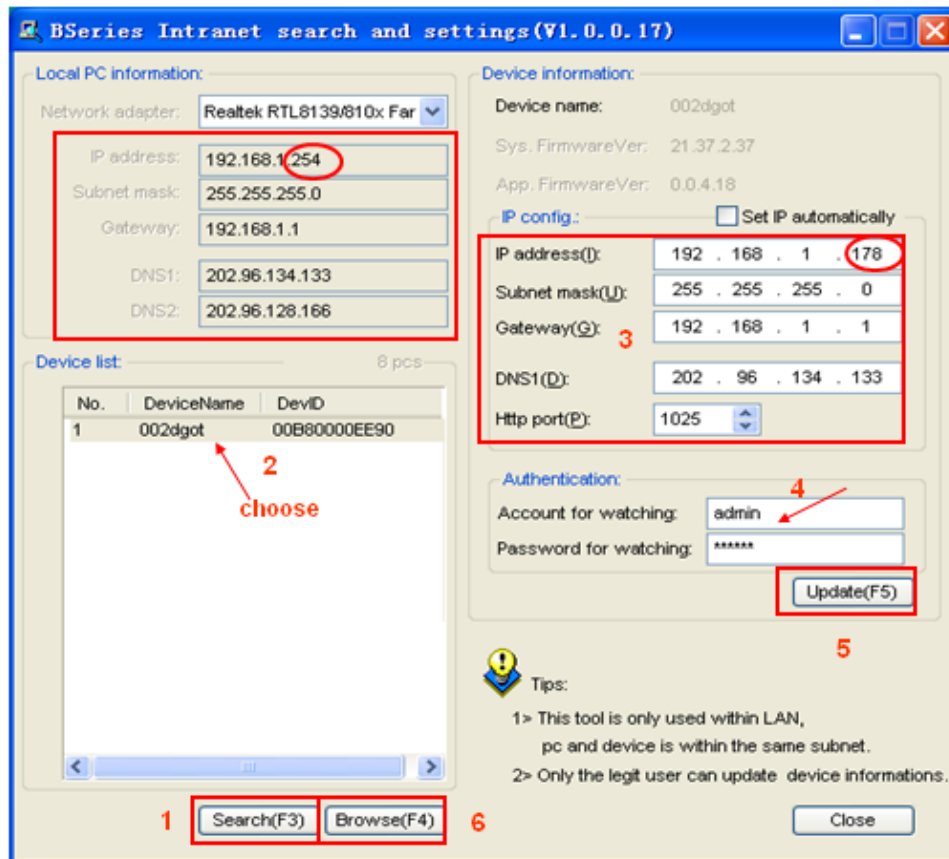 BSeries Intranet search and settings(V1.0.0.17)
Local PC information:
Network adapter: Realtek RTL8139/810x Far
IP address: 192.168.1.254
Subnet mask: 255.255.255.0
Gateway: 192.168.1.1
DNS1: 202.96.134.133
DNS2: 202.96.128.166
Device list: 8 pcs
No. DeviceName DevID
1 002dgot 00B80000EE90
2
choose
1 Search(F3) Browse(F4) 6
Device information:
Device name: 002dgot
Sys. FirmwareVer: 21.37.2.37
App. FirmwareVer: 0.0.4.18
IP config.: Set IP automatically
IP address(I): 192 . 168 . 1 . 178
Subnet mask(U): 255 . 255 . 255 . 0
Gateway(G): 192 . 168 . 1 . 1
3
DNS1(D): 202 . 96 . 134 . 133
Http port(P): 1025
Authentication:
4
Account for watching: admin
Password for watching: ******
Update(F5)
5
Tips:
1> This tool is only used within LAN,
pc and device is within the same subnet.
2> Only the legit user can update device informations.
Close